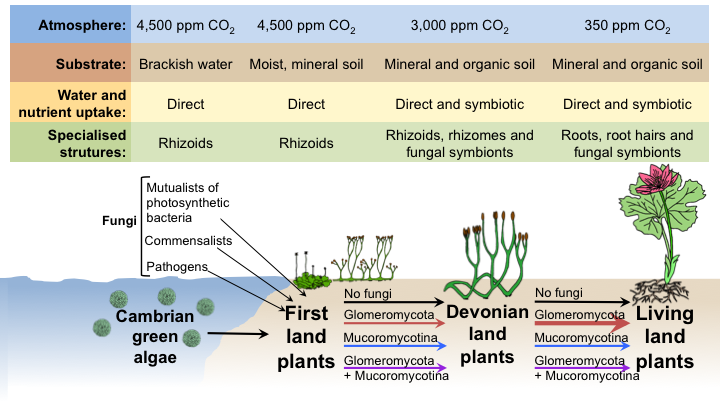 Atmosphere: 4,500 ppm CO2 4,500 ppm CO2 3,000 ppm CO2 350 ppm CO2
Substrate: Brackish water Moist, mineral soil Mineral and organic soil Mineral and organic soil
Water and
nutrient uptake: Direct Direct Direct and symbiotic Direct and symbiotic
Specialised
strutures: Rhizoids Rhizoids Rhizoids, rhizomes and
fungal symbionts Roots, root hairs and
fungal symbionts
Fungi
Mutualists of
photosynthetic
bacteria
Commensalists
Pathogens
Cambrian
green
algae
First
land
plants
No fungi
Glomeromycota
Mucoromycotina
Glomeromycota
+ Mucoromycotina
Devonian
land
plants
No fungi
Glomeromycota
Mucoromycotina
Glomeromycota
+ Mucoromycotina
Living
land
plants